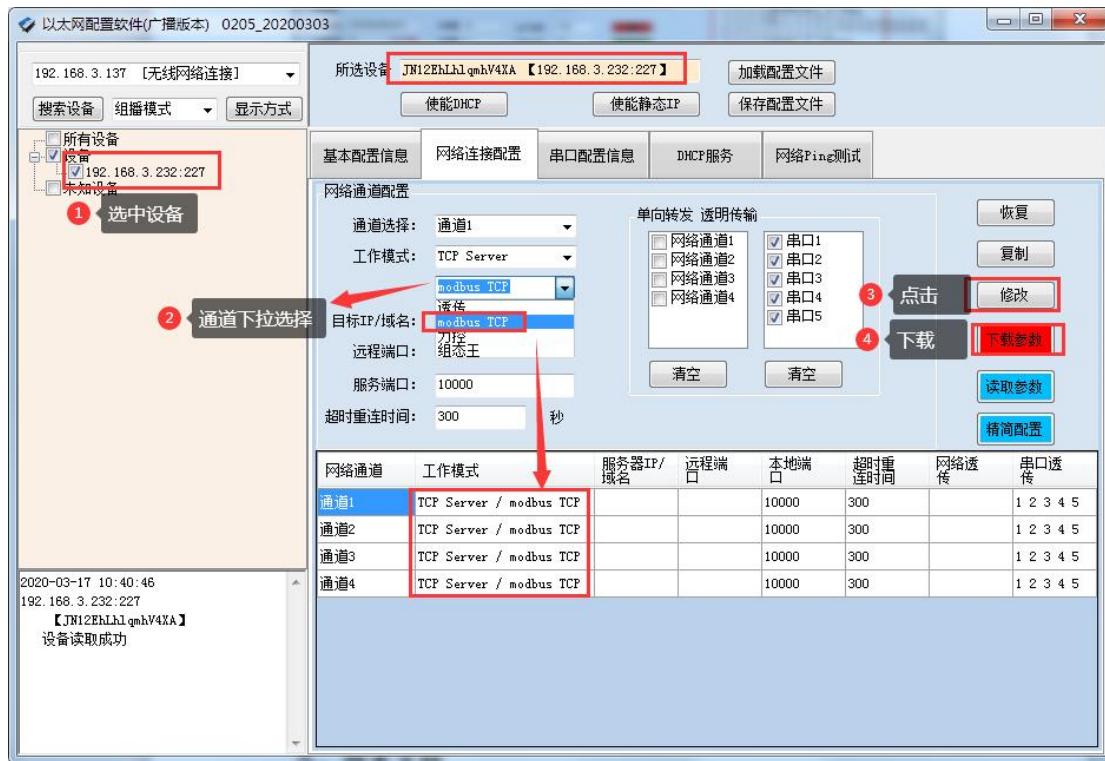 以太网配置软件(广播版本) 0205_20200303
192.168.3.137 [无线网络连接]
搜索设备 组播模式 显示方式
所选设备 JN12EhLhlqmhV4XA 【192.168.3.232:227】 加载配置文件
使能DHCP 使能静态IP 保存配置文件
所有设备
设备
192.168.3.232:227
未知设备
1 选中设备
基本配置信息 网络连接配置 串口配置信息 DHCP服务 网络Ping测试
网络通道配置
通道选择: 通道1
工作模式: TCP Server
modbus TCP
透传
modbus TCP
力控
组态王
2 通道下拉选择
目标IP/域名:
远程端口:
服务端口: 10000
超时重连时间: 300 秒
单向转发 透明传输
网络通道1 串口1
网络通道2 串口2
网络通道3 串口3
网络通道4 串口4
串口5
清空 清空
恢复
复制
3 点击 修改
4 下载 下载参数
读取参数
精简配置
网络通道 工作模式 服务器IP/域名 远程端口 本地端口 超时重连时间 网络透传 串口透传
通道1 TCP Server / modbus TCP 10000 300 1 2 3 4 5
通道2 TCP Server / modbus TCP 10000 300 1 2 3 4 5
通道3 TCP Server / modbus TCP 10000 300 1 2 3 4 5
通道4 TCP Server / modbus TCP 10000 300 1 2 3 4 5
2020-03-17 10:40:46
192.168.3.232:227
【JN12EhLhlqmhV4XA】
设备读取成功